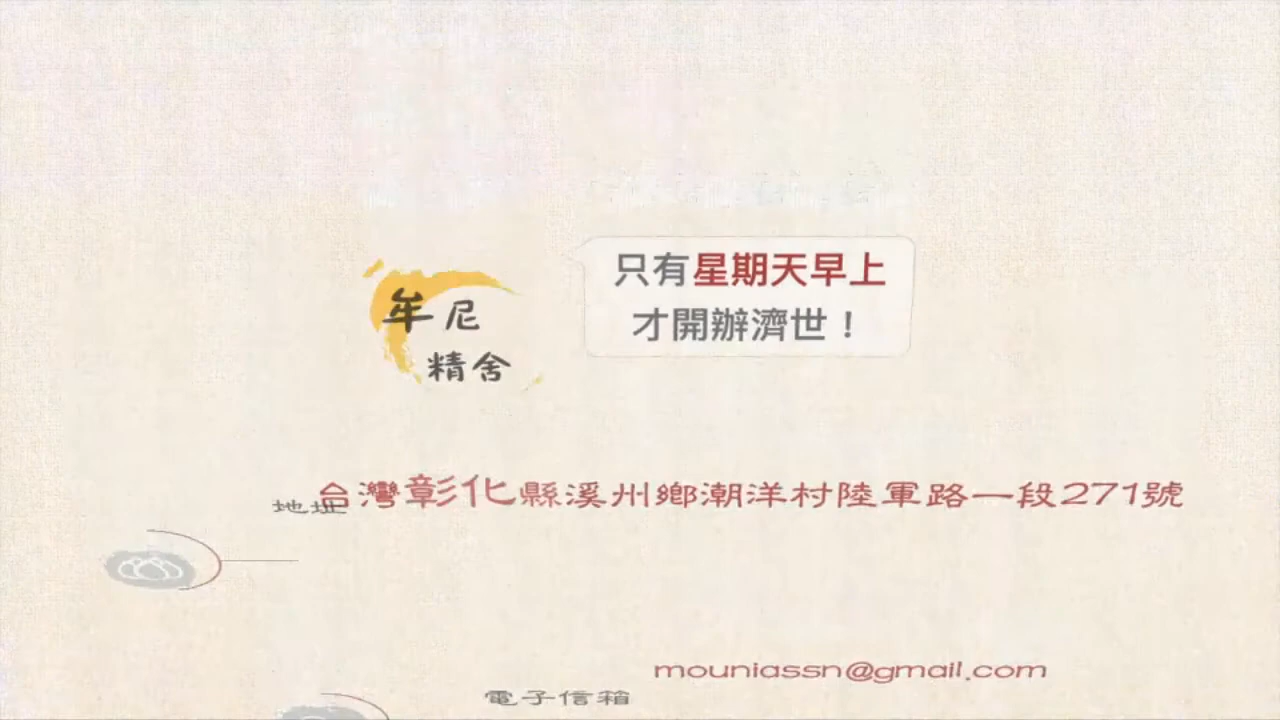 牟尼
精舍
只有星期天早上
才開辦濟世！
地址
台灣彰化縣溪州鄉潮洋村陸軍路一段271號
mouniassn@gmail.com
電子信箱